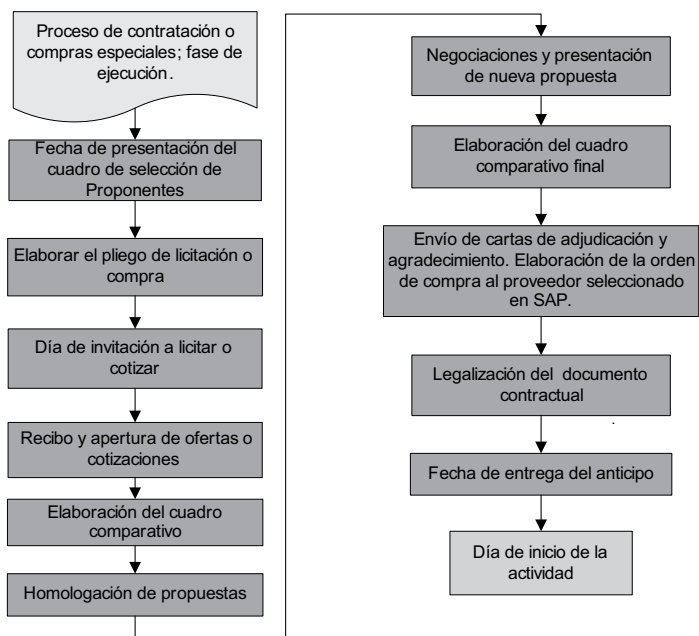 Proceso de contratación o
compras especiales; fase de
ejecución.
Fecha de presentación del
cuadro de selección de
Proponentes
Elaborar el pliego de licitación o
compra
Día de invitación a licitar o
cotizar
Recibo y apertura de ofertas o
cotizaciones
Elaboración del cuadro
comparativo
Homologación de propuestas
Negociaciones y presentación
de nueva propuesta
Elaboración del cuadro
comparativo final
Envío de cartas de adjudicación y
agradecimiento. Elaboración de la orden
de compra al proveedor seleccionado
en SAP.
Legalización del documento
contractual
.
Fecha de entrega del anticipo
Día de inicio de la
actividad